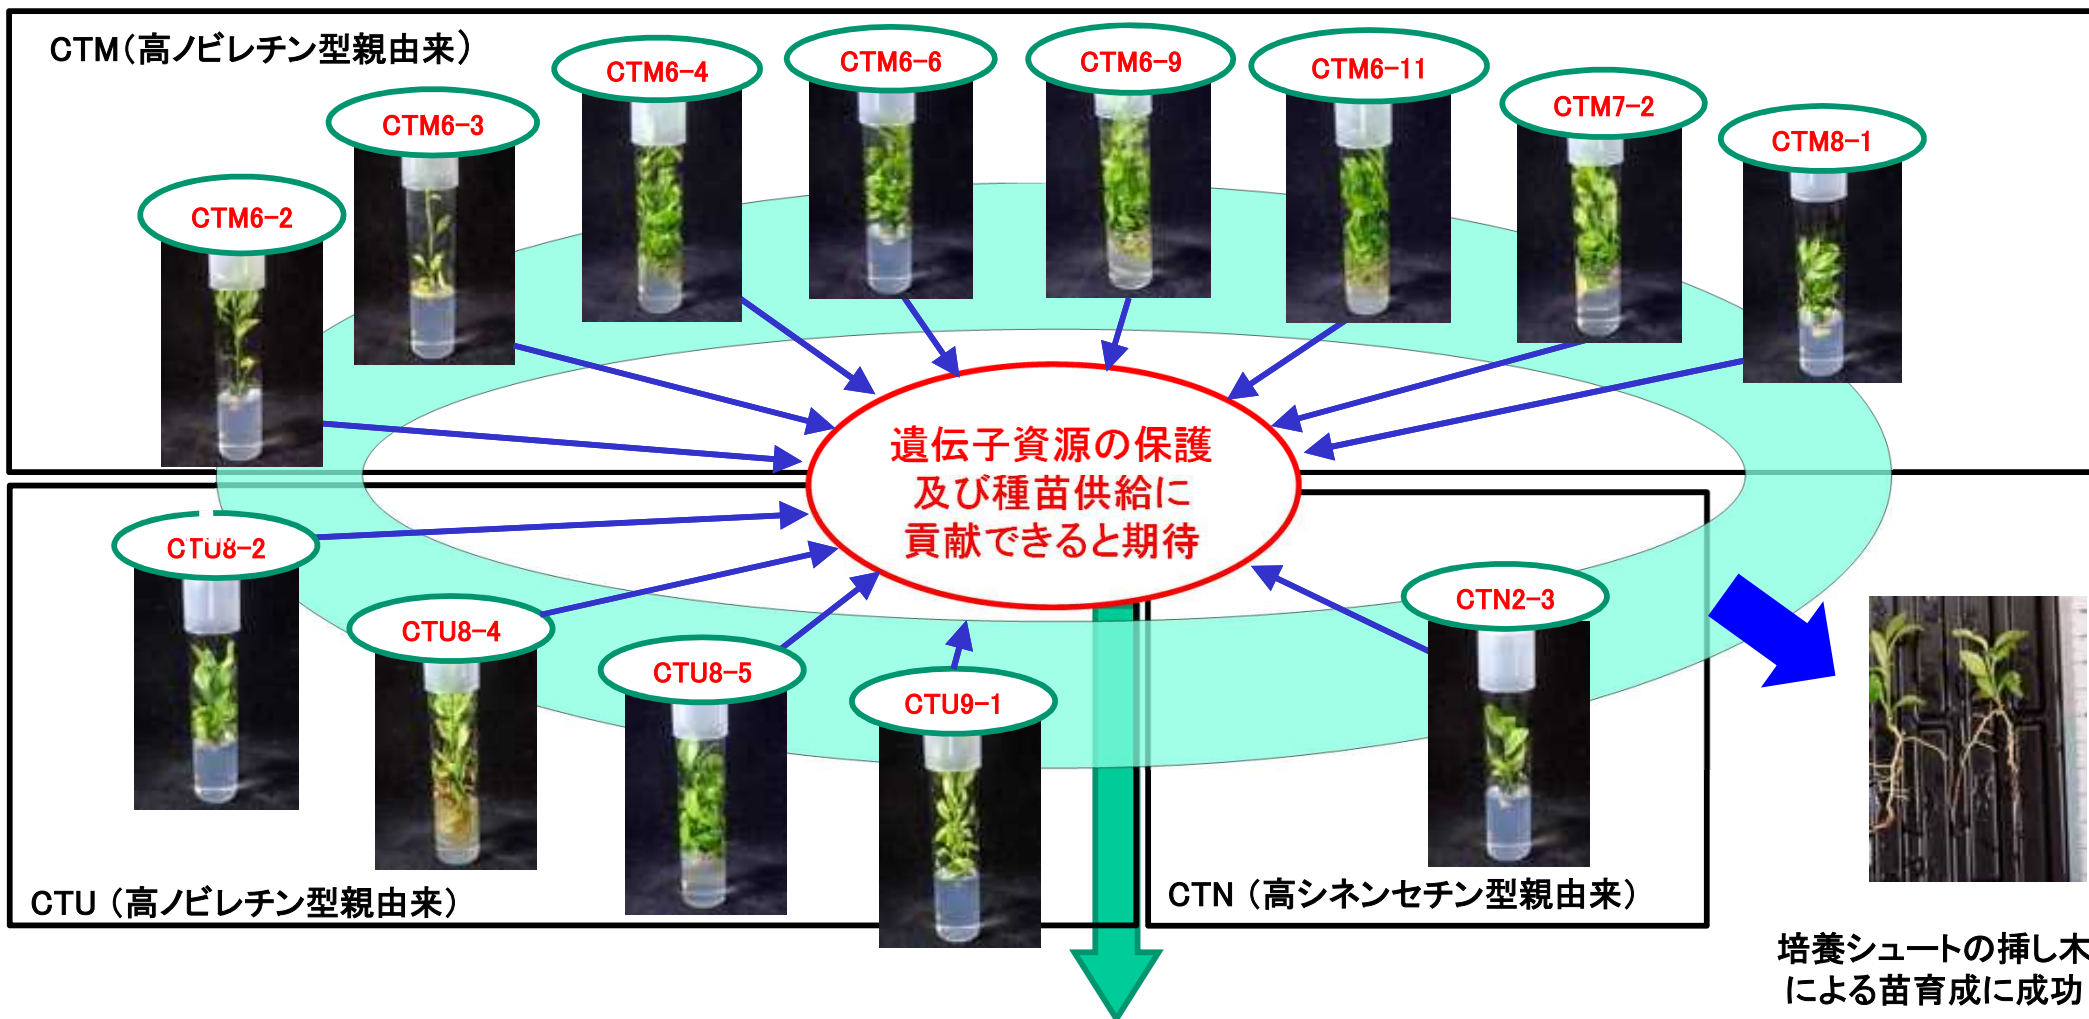 CTM(高ノビレチン型親由来)
CTM6-2
CTM6-3
CTM6-4
CTM6-6
CTM6-9
CTM6-11
CTM7-2
CTM8-1
遺伝子資源の保護
及び種苗供給に
貢献できると期待
CTU8-2
CTU8-4
CTU8-5
CTU9-1
CTU (高ノビレチン型親由来)
CTN2-3
CTN (高シネンセチン型親由来)
培養シュートの挿し木
による苗育成に成功